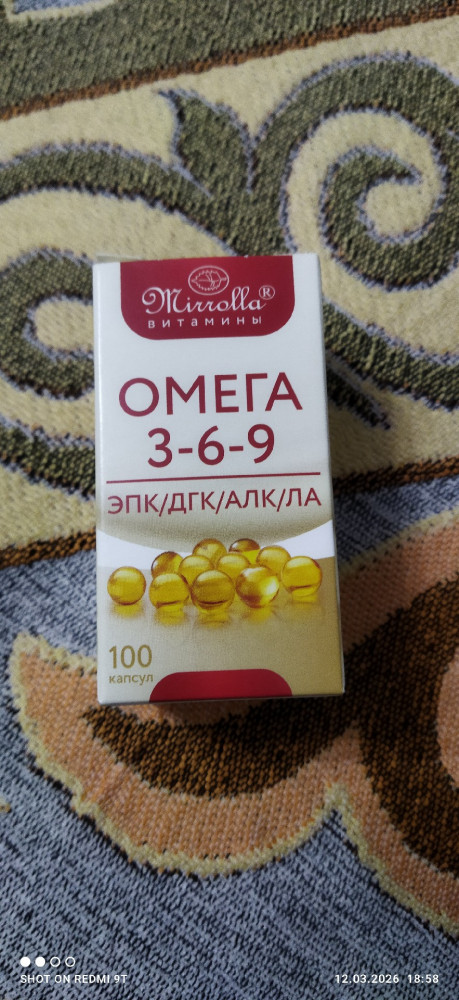 Mirrolla®
ВИТАМИНЫ
ОМЕГА
3-6-9
ЭПК/ДГК/АЛК/ЛА
100
капсул
SHOT ON REDMI 9T
12.03.2026 18:58